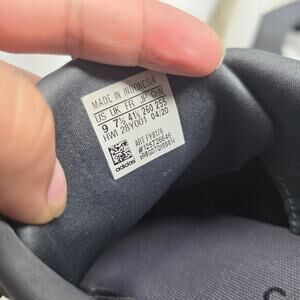 MADE IN INDONESIA
US UK FR JP CHN
9 7½ 41⅓ 260 255
HWI 28Y001 04/20
ART FY9176
adidas